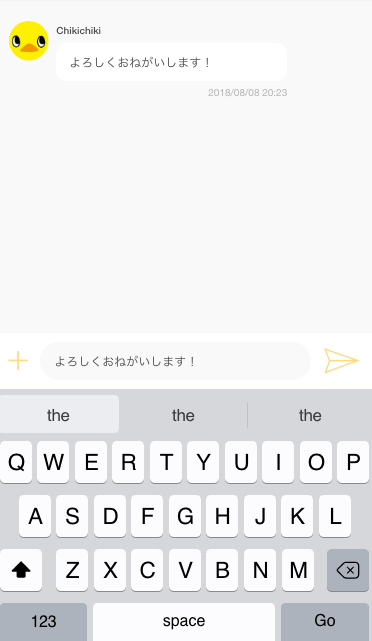 Chikichiki
よろしくおねがいします！
2018/08/08 20:23
よろしくおねがいします！
the the the
Q W E R T Y U I O P
A S D F G H J K L
Z X C V B N M
123 space Go